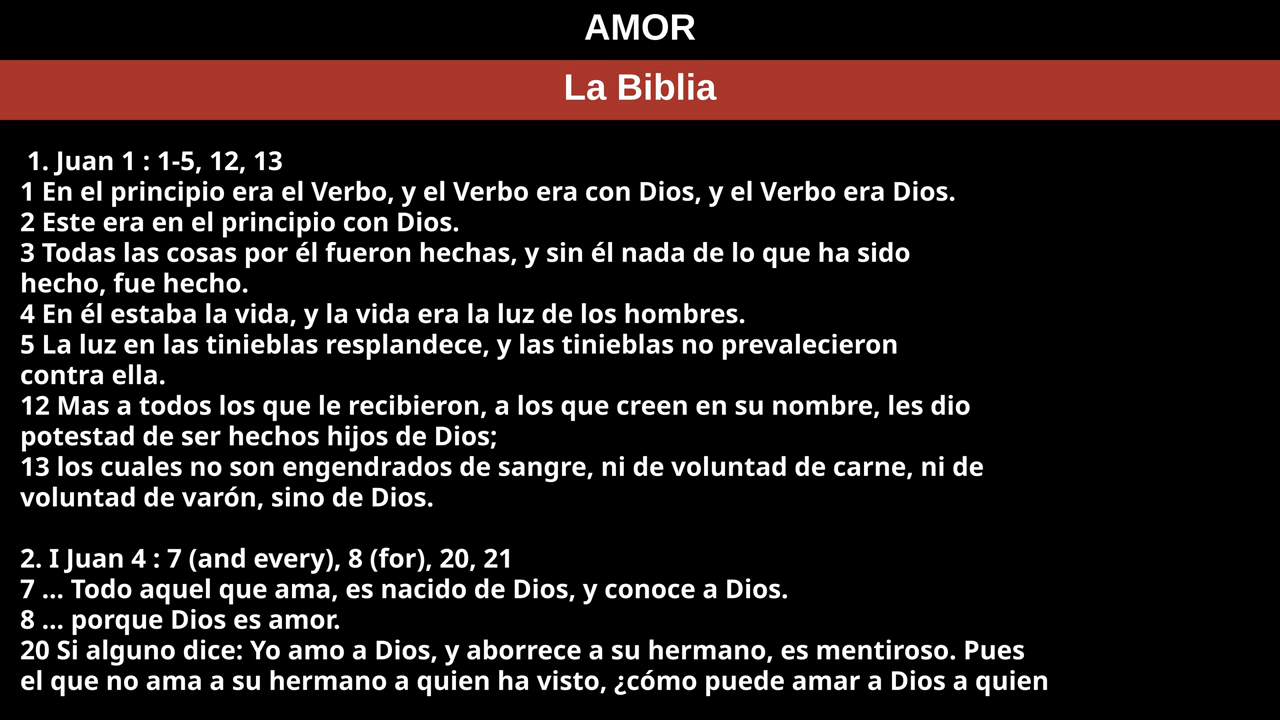 AMOR
La Biblia
1. Juan 1 : 1-5, 12, 13
1 En el principio era el Verbo, y el Verbo era con Dios, y el Verbo era Dios.
2 Este era en el principio con Dios.
3 Todas las cosas por él fueron hechas, y sin él nada de lo que ha sido
hecho, fue hecho.
4 En él estaba la vida, y la vida era la luz de los hombres.
5 La luz en las tinieblas resplandece, y las tinieblas no prevalecieron
contra ella.
12 Mas a todos los que le recibieron, a los que creen en su nombre, les dio
potestad de ser hechos hijos de Dios;
13 los cuales no son engendrados de sangre, ni de voluntad de carne, ni de
voluntad de varón, sino de Dios.
2. I Juan 4 : 7 (and every), 8 (for), 20, 21
7 ... Todo aquel que ama, es nacido de Dios, y conoce a Dios.
8 ... porque Dios es amor.
20 Si alguno dice: Yo amo a Dios, y aborrece a su hermano, es mentiroso. Pues
el que no ama a su hermano a quien ha visto, ¿cómo puede amar a Dios a quien